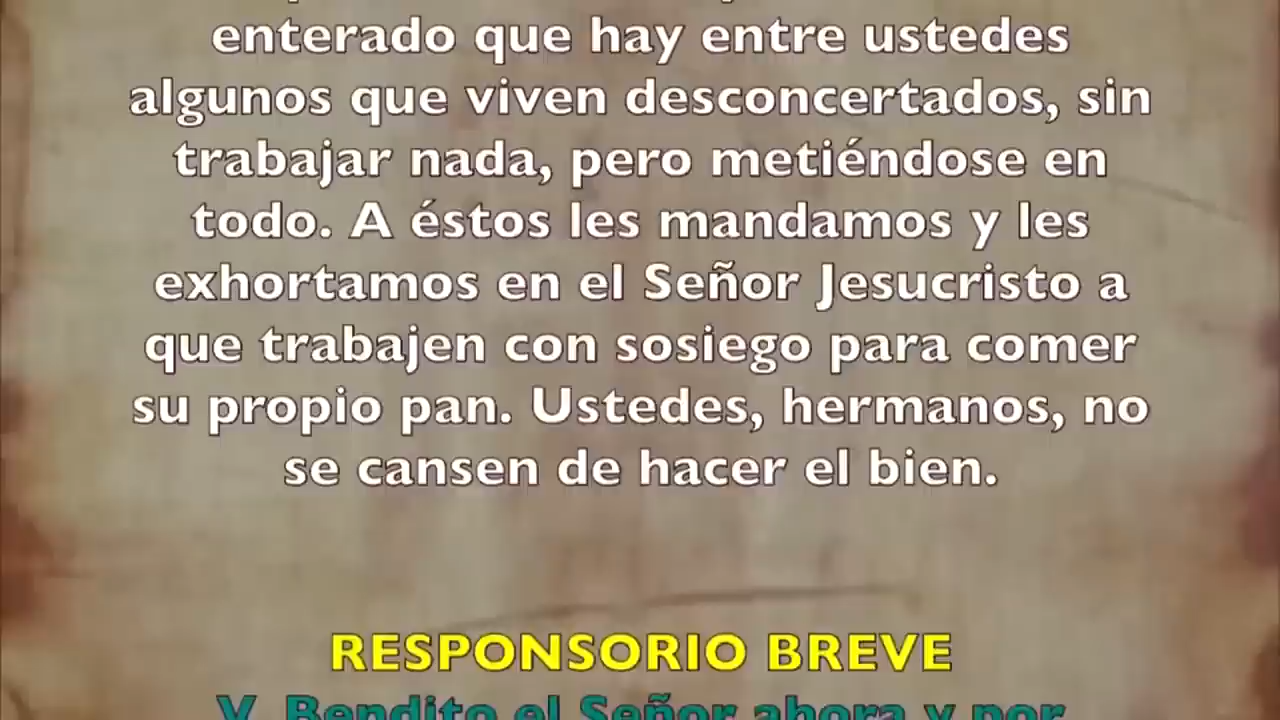 enterado que hay entre ustedes
algunos que viven desconcertados, sin
trabajar nada, pero metiéndose en
todo. A éstos les mandamos y les
exhortamos en el Señor Jesucristo a
que trabajen con sosiego para comer
su propio pan. Ustedes, hermanos, no
se cansen de hacer el bien.
RESPONSORIO BREVE
V. Bendito el Señor ahora y por